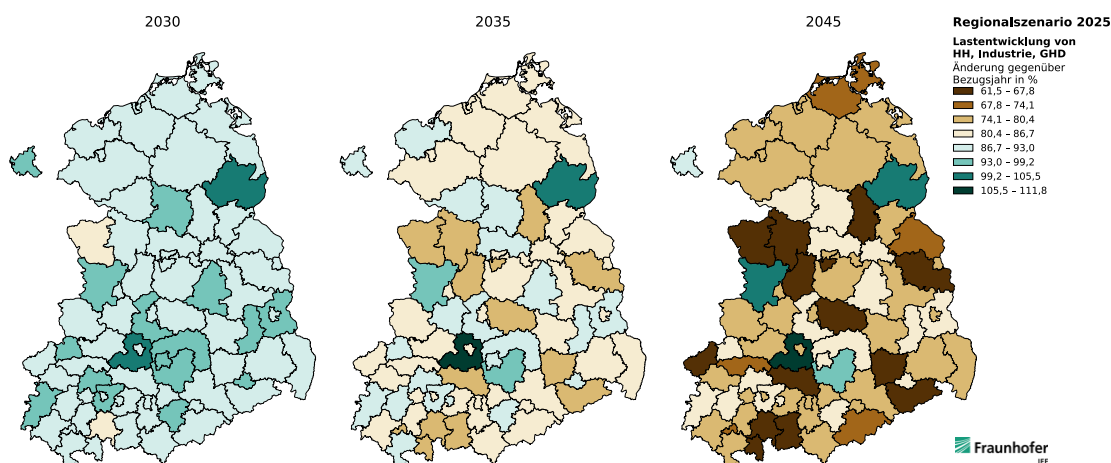 2030
2035
2045
Regionalszenario 2025
Lastentwicklung von
HH, Industrie, GHD
Änderung gegenüber
Bezugsjahr in %
61,5 – 67,8
67,8 – 74,1
74,1 – 80,4
80,4 – 86,7
86,7 – 93,0
93,0 – 99,2
99,2 – 105,5
105,5 – 111,8
Fraunhofer